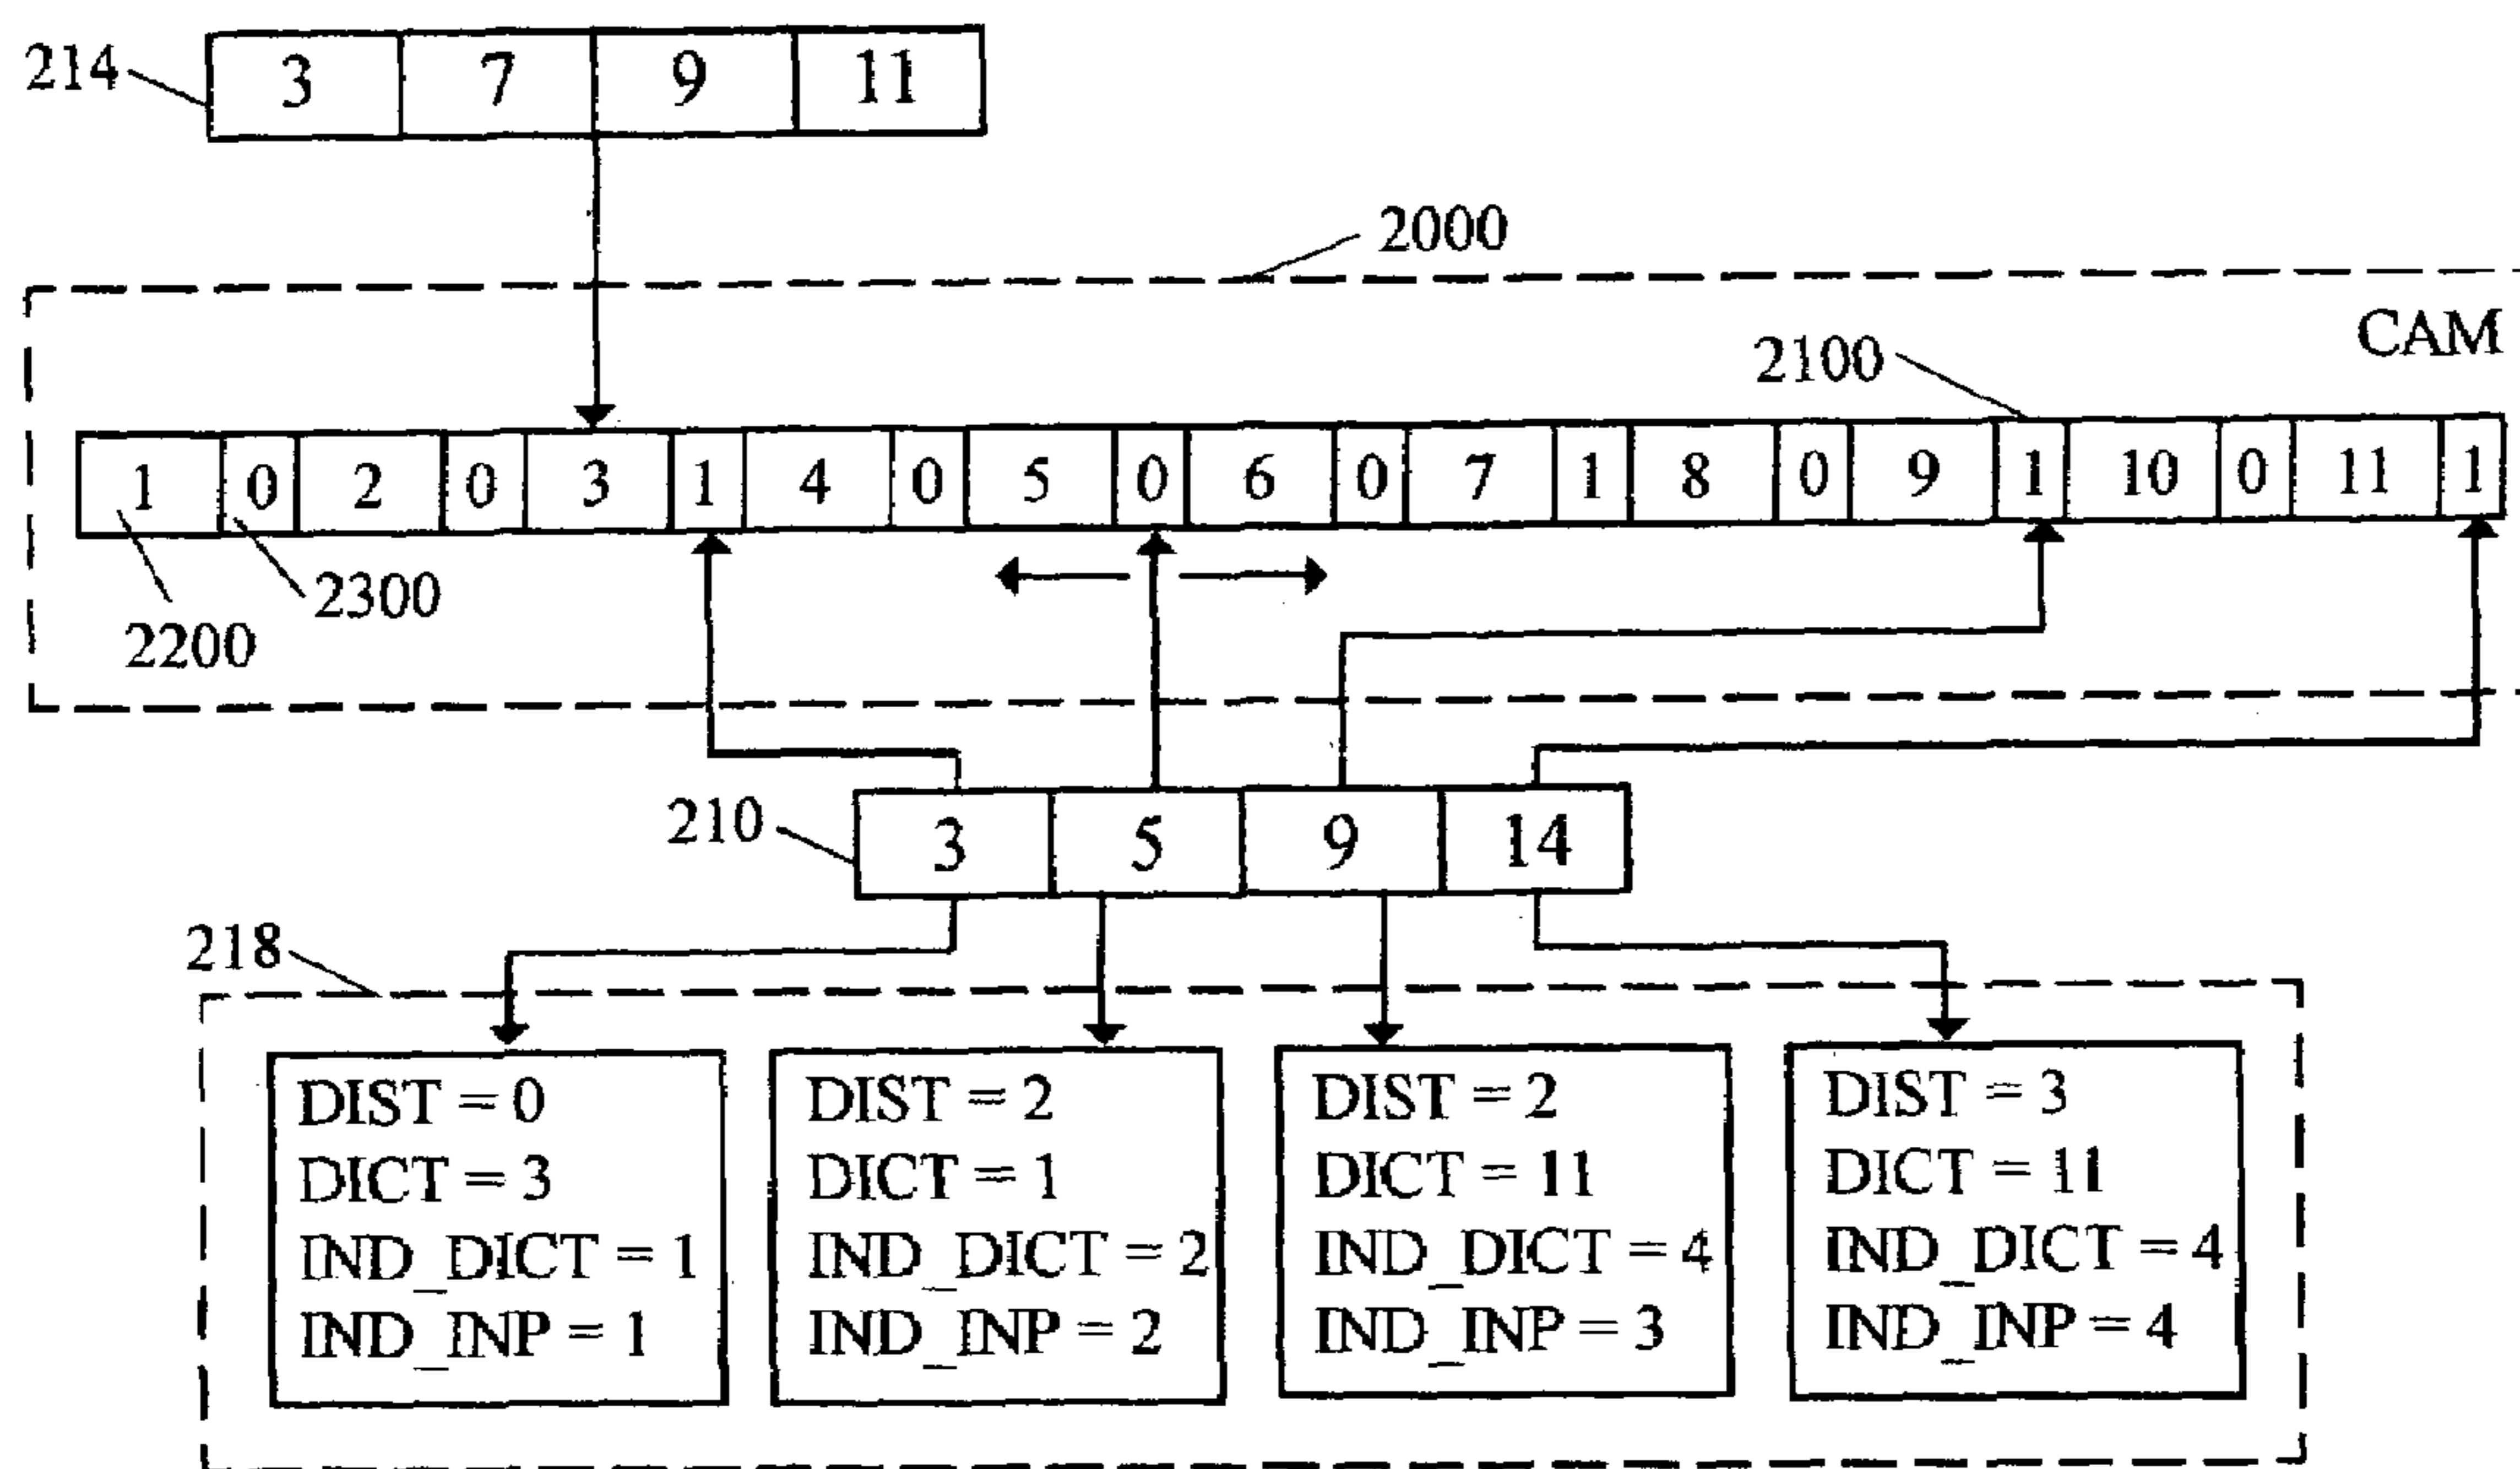 214 3 7 9 11
2000
CAM
2100
1 0 2 0 3 1 4 0 5 0 6 0 7 1 8 0 9 1 10 0 11 1
2300
2200
210 3 5 9 14
218
DIST = 0
DICT = 3
IND_DICT = 1
IND_INP = 1
DIST = 2
DICT = 1
IND_DICT = 2
IND_INP = 2
DIST = 2
DICT = 11
IND_DICT = 4
IND_INP = 3
DIST = 3
DICT = 11
IND_DICT = 4
IND_INP = 4